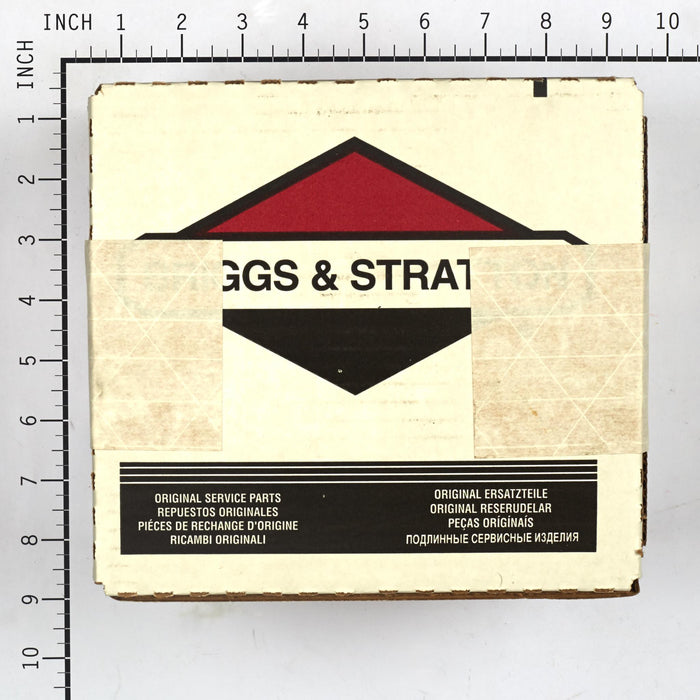 INCH 1 2 3 4 5 6 7 8 9 10
INCH 1 2 3 4 5 6 7 8 9 10
GGS & STRAT
ORIGINAL SERVICE PARTS
REPUESTOS ORIGINALES
PIÉCES DE RECHANGE D'ORIGINE
RICAMBI ORIGINALI
ORIGINAL ERSATZTEILE
ORIGINAL RESERUDELAR
PEÇAS ORÍGÍNAÍS
ПОДЛИННЫЕ СЕРВИСНЫЕ ИЗДЕЛИЯ